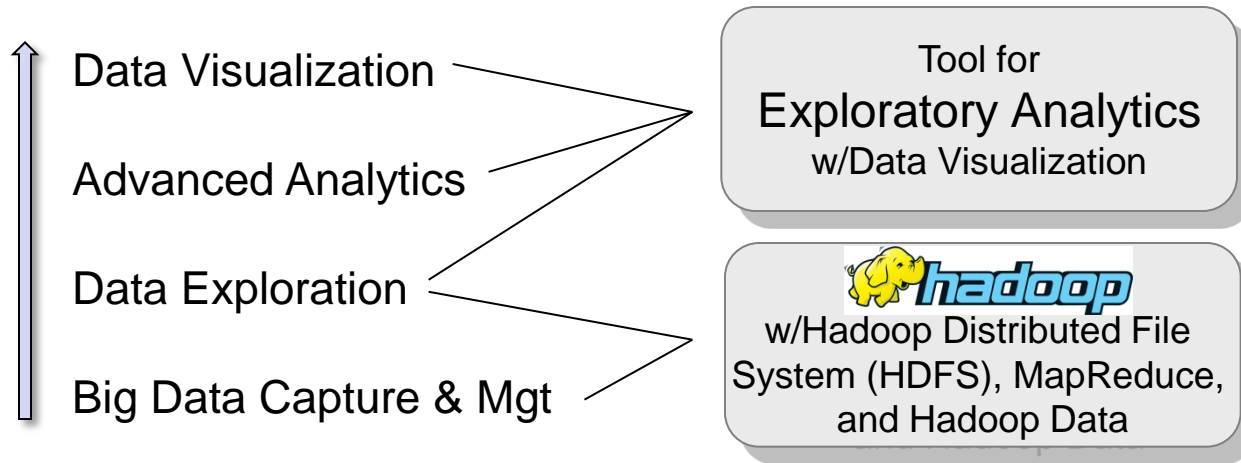 Data Visualization
Advanced Analytics
Data Exploration
Big Data Capture & Mgt
Tool for
Exploratory Analytics
w/Data Visualization
hadoop
w/Hadoop Distributed File
System (HDFS), MapReduce,
and Hadoop Data